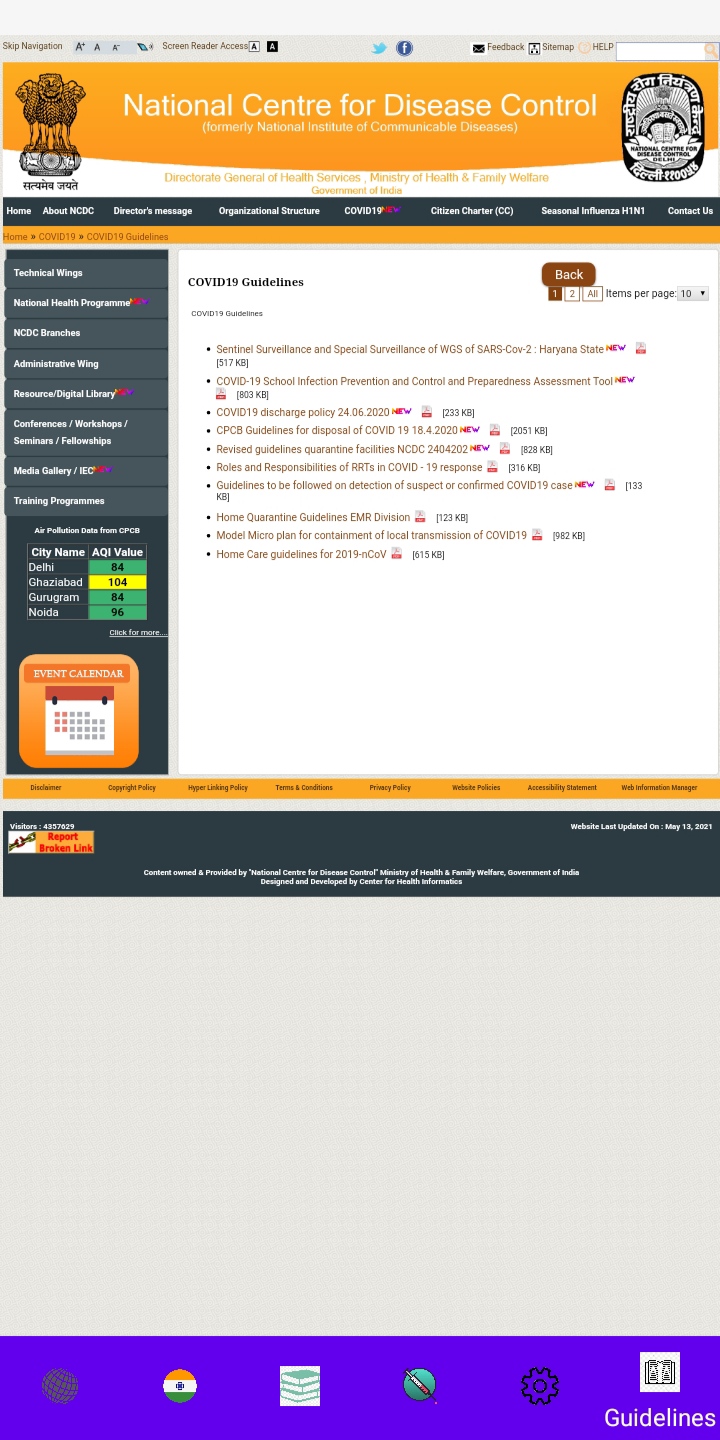 Skip Navigation A+ A A- Screen Reader Access A A Feedback Sitemap HELP
National Centre for Disease Control
(formerly National Institute of Communicable Diseases)
सत्यमेव जयते
Directorate General of Health Services , Ministry of Health & Family Welfare
Government of India
राष्ट्रीय रोग नियंत्रण केंद्र
NATIONAL CENTRE FOR
DISEASE CONTROL
DELHI
Home About NCDC Director's message Organizational Structure COVID19 NEW Citizen Charter (CC) Seasonal Influenza H1N1 Contact Us
Home » COVID19 » COVID19 Guidelines
Technical Wings
National Health Programme NEW
NCDC Branches
Administrative Wing
Resource/Digital Library NEW
Conferences / Workshops /
Seminars / Fellowships
Media Gallery / IEC NEW
Training Programmes
Air Pollution Data from CPCB
City Name AQI Value
Delhi 84
Ghaziabad 104
Gurugram 84
Noida 96
Click for more....
EVENT CALENDAR
Back
COVID19 Guidelines
1 2 All Items per page: 10
COVID19 Guidelines
Sentinel Surveillance and Special Surveillance of WGS of SARS-Cov-2 : Haryana State NEW
[517 KB]
COVID-19 School Infection Prevention and Control and Preparedness Assessment Tool NEW
[803 KB]
COVID19 discharge policy 24.06.2020 NEW [233 KB]
CPCB Guidelines for disposal of COVID 19 18.4.2020 NEW [2051 KB]
Revised guidelines quarantine facilities NCDC 2404202 NEW [828 KB]
Roles and Responsibilities of RRTs in COVID - 19 response [316 KB]
Guidelines to be followed on detection of suspect or confirmed COVID19 case NEW [133
KB]
Home Quarantine Guidelines EMR Division [123 KB]
Model Micro plan for containment of local transmission of COVID19 [982 KB]
Home Care guidelines for 2019-nCoV [615 KB]
Disclaimer Copyright Policy Hyper Linking Policy Terms & Conditions Privacy Policy Website Policies Accessibility Statement Web Information Manager
Visitors : 4357629 Website Last Updated On : May 13, 2021
Report
Broken Link
Content owned & Provided by "National Centre for Disease Control" Ministry of Health & Family Welfare, Government of India
Designed and Developed by Center for Health Informatics
Guidelines